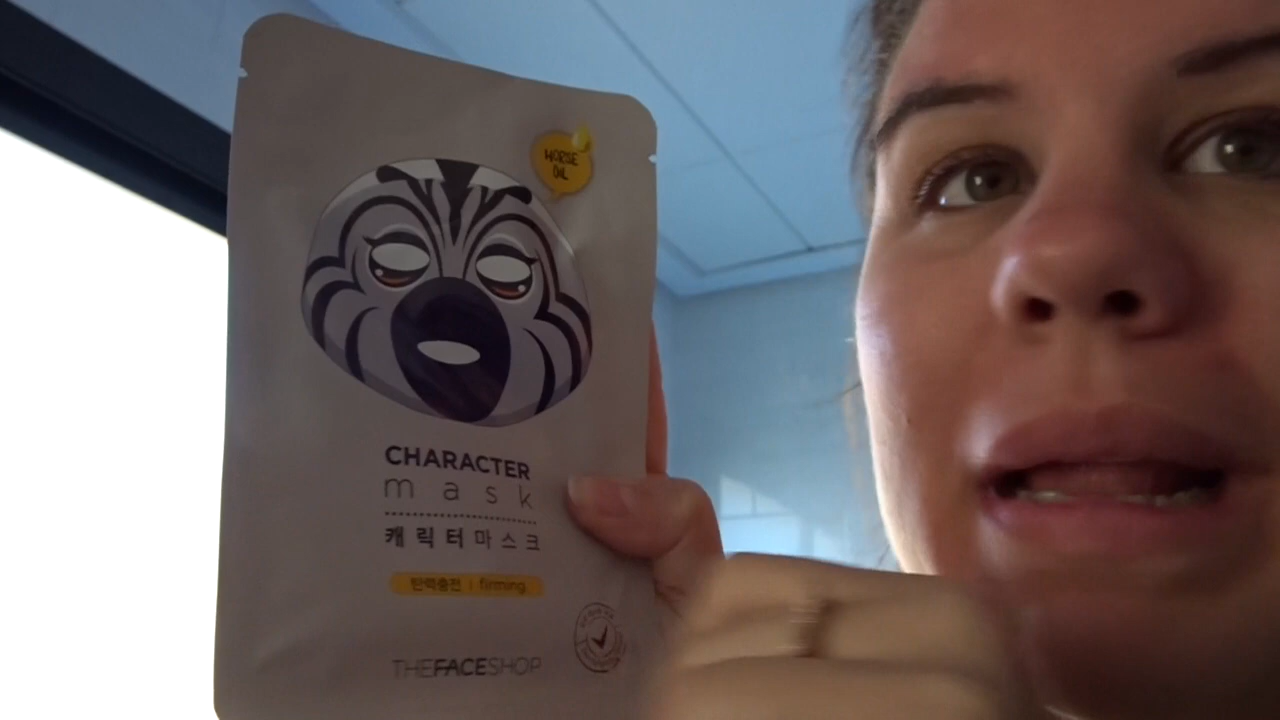 HORSE
OIL
CHARACTER
mask
캐릭터마스크
탄력충전 | firming
THEFACESHOP